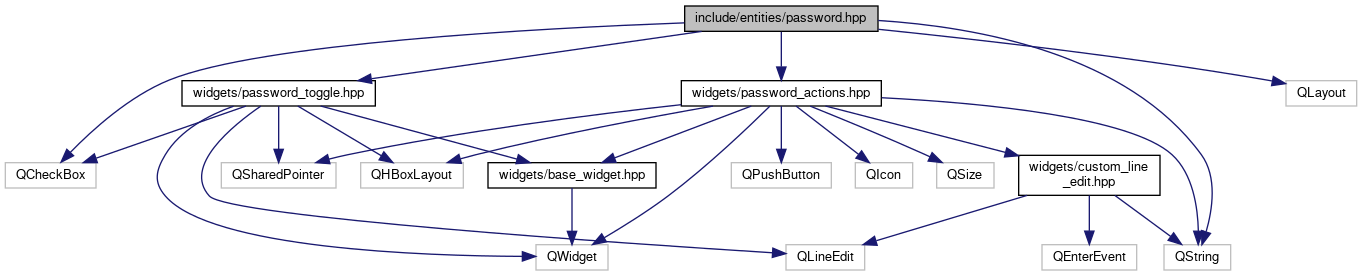 include/entities/password.hpp
widgets/password_toggle.hpp
widgets/password_actions.hpp
QLayout
QCheckBox
QSharedPointer
QHBoxLayout
widgets/base_widget.hpp
QPushButton
QIcon
QSize
widgets/custom_line
_edit.hpp
QWidget
QLineEdit
QEnterEvent
QString